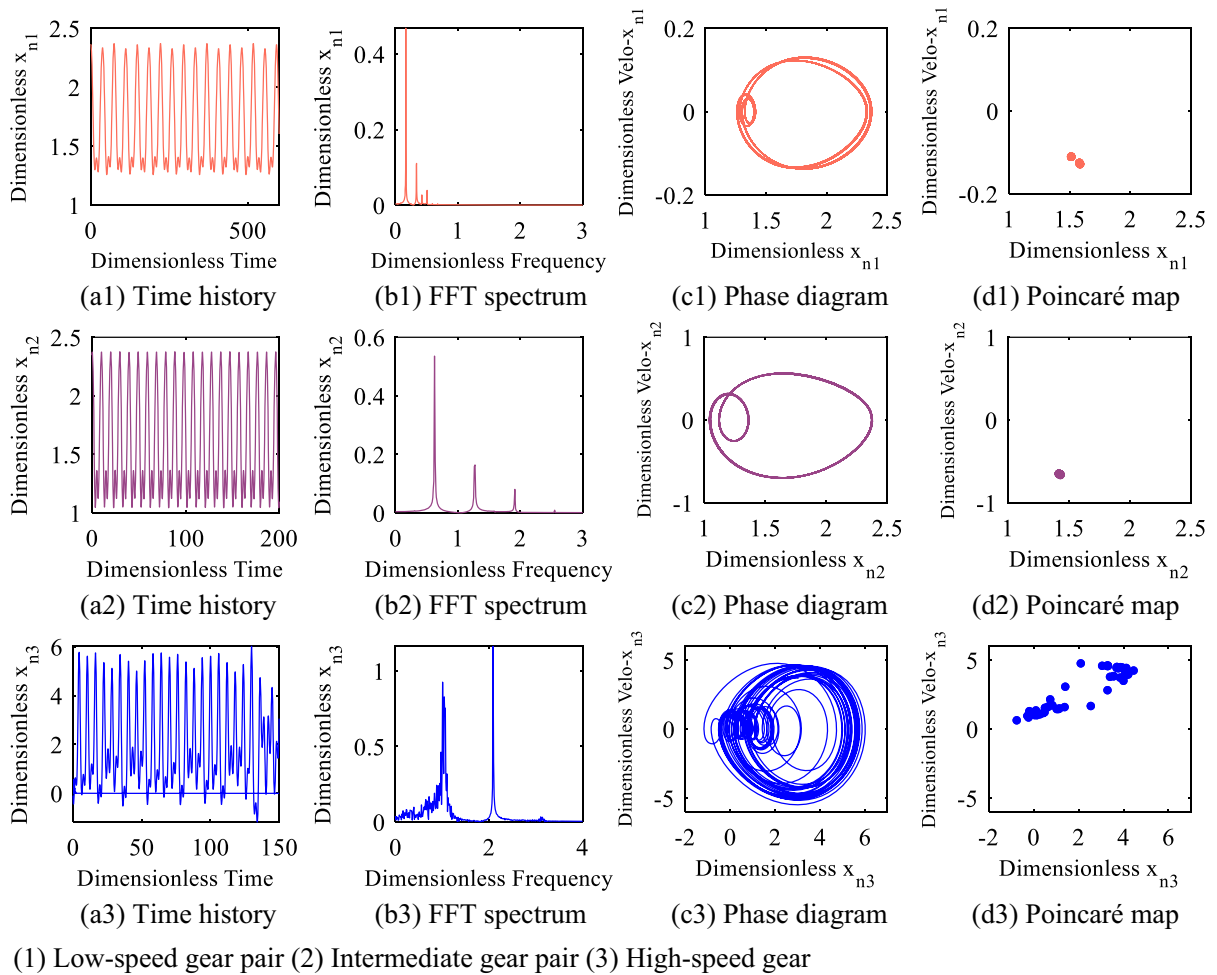 Dimensionless x_n1
2.5
2
1.5
1
0
500
Dimensionless Time
(a1) Time history
Dimensionless x_n1
0.4
0.2
0
0
1
2
3
Dimensionless Frequency
(b1) FFT spectrum
Dimensionless Velo-x_n1
0.2
0
-0.2
1
1.5
2
2.5
Dimensionless x_n1
(c1) Phase diagram
Dimensionless Velo-x_n1
0.2
0
-0.2
1
1.5
2
2.5
Dimensionless x_n1
(d1) Poincaré map
Dimensionless x_n2
2.5
2
1.5
1
0
100
200
Dimensionless Time
(a2) Time history
Dimensionless x_n2
0.6
0.4
0.2
0
0
1
2
3
Dimensionless Frequency
(b2) FFT spectrum
Dimensionless Velo-x_n2
1
0
-1
1
1.5
2
2.5
Dimensionless x_n2
(c2) Phase diagram
Dimensionless Velo-x_n2
1
0
-1
1
1.5
2
2.5
Dimensionless x_n2
(d2) Poincaré map
Dimensionless x_n3
6
4
2
0
0
50
100
150
Dimensionless Time
(a3) Time history
Dimensionless x_n3
1
0.5
0
0
2
4
Dimensionless Frequency
(b3) FFT spectrum
Dimensionless Velo-x_n3
5
0
-5
-2
0
2
4
6
Dimensionless x_n3
(c3) Phase diagram
Dimensionless Velo-x_n3
5
0
-5
-2
0
2
4
6
Dimensionless x_n3
(d3) Poincaré map
(1) Low-speed gear pair (2) Intermediate gear pair (3) High-speed gear